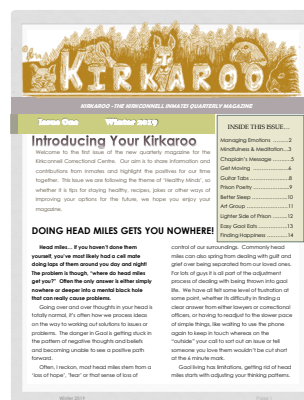 KIRKAROO
KIRKAROO - THE KIRKCONNELL INMATES' QUARTERLY MAGAZINE
Issue One Winter 2019
Introducing Your Kirkaroo
Welcome to the first issue of the new quarterly magazine for the
Kirkconnell Correctional Centre. Our aim is to share information and
contributions from inmates and highlight the positives for our time
together. This issue we are following the theme of 'Healthy Minds', so
whether it is tips for staying healthy, recipes, jokes or other ways of
improving your options for the future, we hope you enjoy your
magazine.
INSIDE THIS ISSUE...
Managing Emotions ............2
Mindfulness & Meditation...3
Chaplain's Message............5
Get Moving ..................6
Guitar Tabs ..................8
Prison Poetry..................9
Better Sleep ..................10
Art Group .....................11
Lighter Side of Prison .........12
Easy Goal Eats ...............13
Finding Happiness ............14
DOING HEAD MILES GETS YOU NOWHERE!
Head miles... If you haven't done them
yourself, you've most likely had a cell mate
doing laps of them around you day and night!
The problem is though, "where do head miles
get you?" Often the only answer is either simply
nowhere or deeper into a mental black hole
that can really cause problems.
Going over and over thoughts in your head is
totally normal, it's often how we process ideas
on the way to working out solutions to issues or
problems. The danger in Gaol is getting stuck in
the pattern of negative thoughts and beliefs
and becoming unable to see a positive path
forward.
Often, I reckon, most head miles stem from a
'loss of hope', 'fear' or that sense of loss of
control of our surroundings. Commonly head
miles can also spring from dealing with guilt and
grief over being separated from our loved ones.
For lots of guys it is all part of the adjustment
process of dealing with being thrown into gaol
life. We have all felt some level of frustration at
some point, whether its difficulty in finding a
clear answer from either lawyers or correctional
officers, or having to readjust to the slower pace
of simple things, like waiting to use the phone
again to keep in touch whereas on the
"outside" your call to sort out an issue or tell
someone you love them wouldn't be cut short
at the 6 minute mark.
Gaol living has limitations, getting rid of head
miles starts with adjusting your thinking patterns.
Winter 2019
Page 1